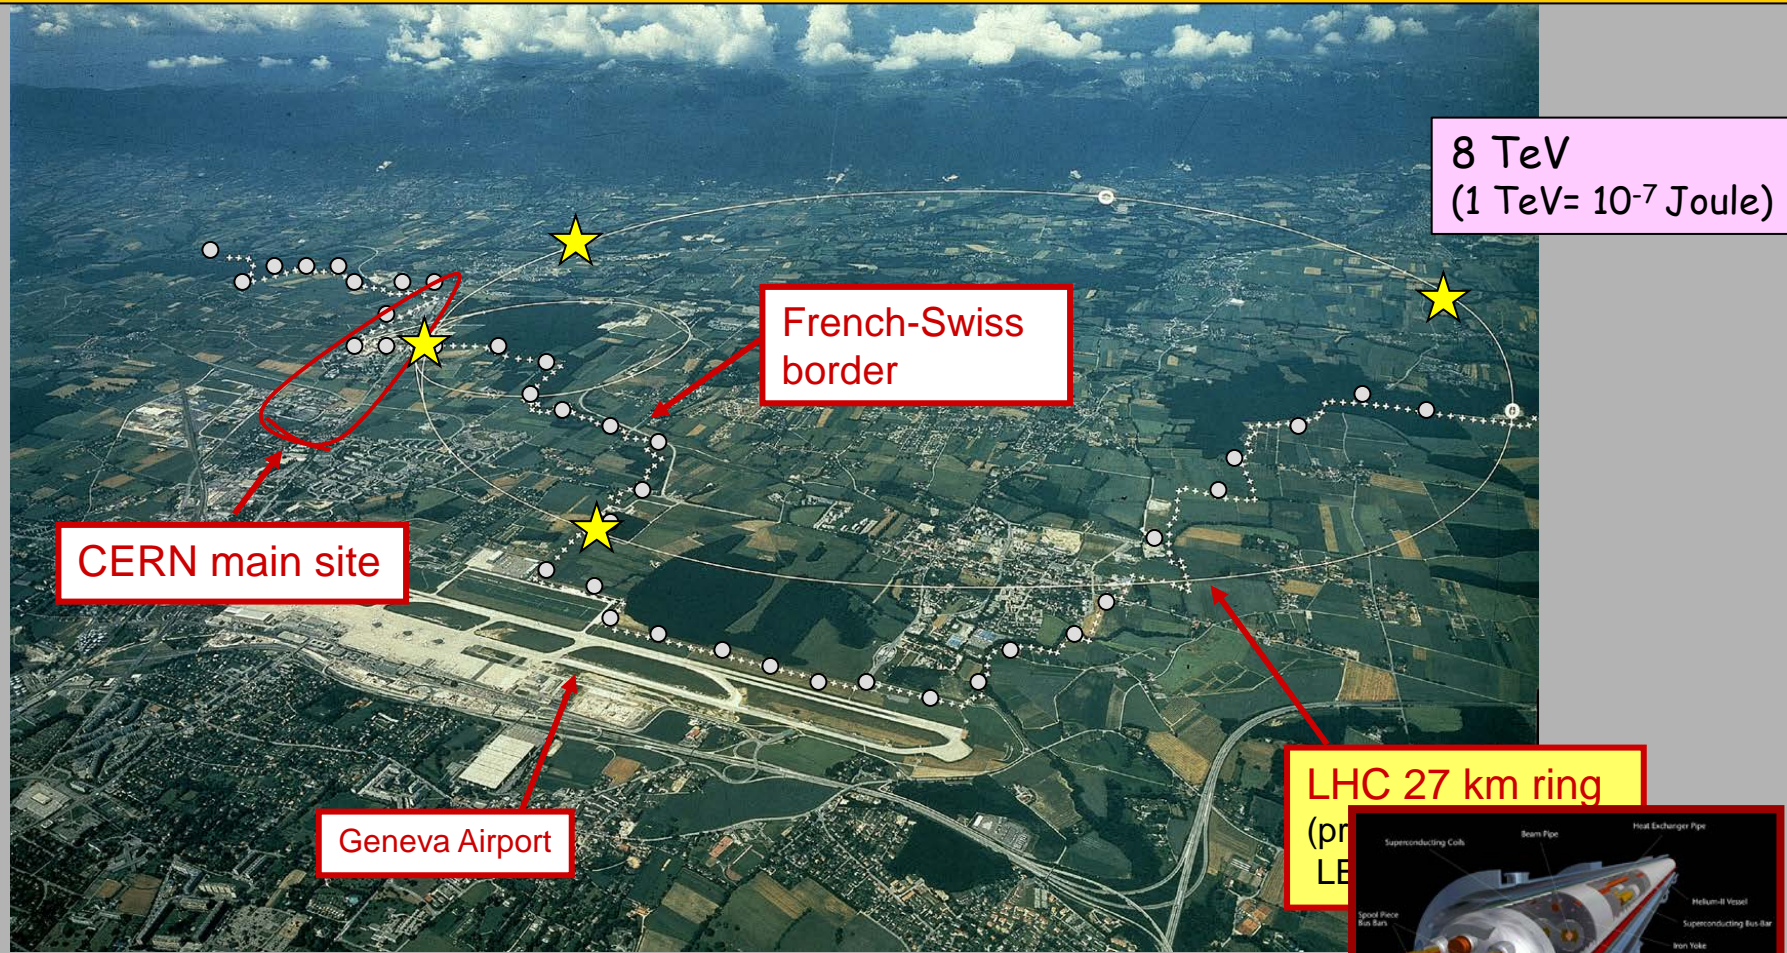 8 TeV
(1 TeV= 10⁻⁷ Joule)
French-Swiss
border
CERN main site
Geneva Airport
LHC 27 km ring
(pr
LE
Superconducting Coils
Beam Pipe
Heat Exchanger Pipe
Helium-II Vessel
Superconducting Bus-Bar
Iron Yoke
Spool Piece
Bus Bars